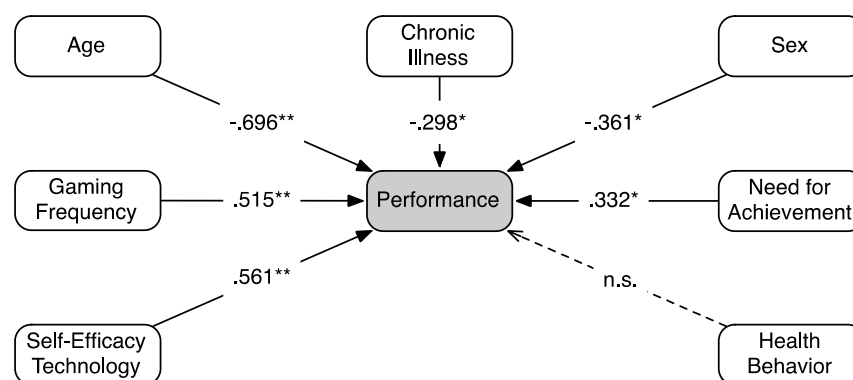 Age
Chronic
Illness
Sex
-.696**
-.298*
-.361*
Gaming
Frequency
.515**
Performance
.332*
Need for
Achievement
.561**
n.s.
Self-Efficacy
Technology
Health
Behavior